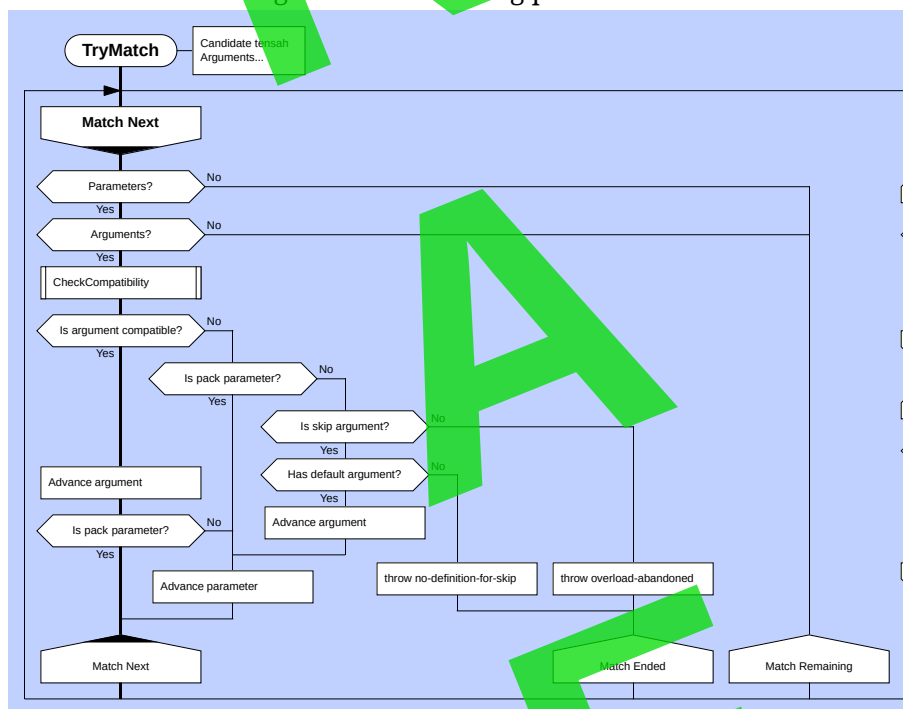 TryMatch
Candidate tensah
Arguments...
Match Next
Parameters?
No
Yes
Arguments?
No
Yes
CheckCompatibility
Is argument compatible?
No
Yes
Is pack parameter?
No
Yes
Is skip argument?
No
Yes
Has default argument?
No
Yes
Advance argument
Advance argument
Is pack parameter?
No
Yes
Advance parameter
throw no-definition-for-skip
throw overload-abandoned
Match Next
Match Ended
Match Remaining
A